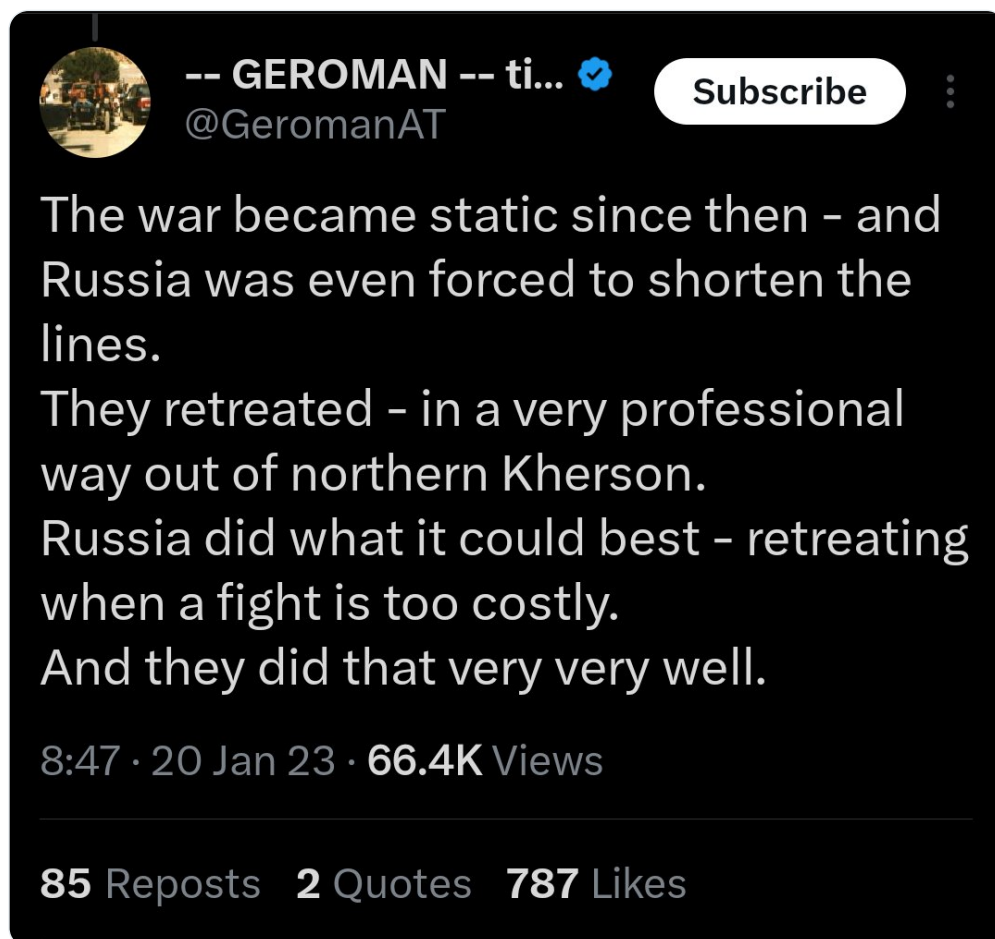 -- GEROMAN -- ti...
@GeromanAT
Subscribe
The war became static since then - and
Russia was even forced to shorten the
lines.
They retreated - in a very professional
way out of northern Kherson.
Russia did what it could best - retreating
when a fight is too costly.
And they did that very very well.
8:47 · 20 Jan 23 · 66.4K Views
85 Reposts 2 Quotes 787 Likes